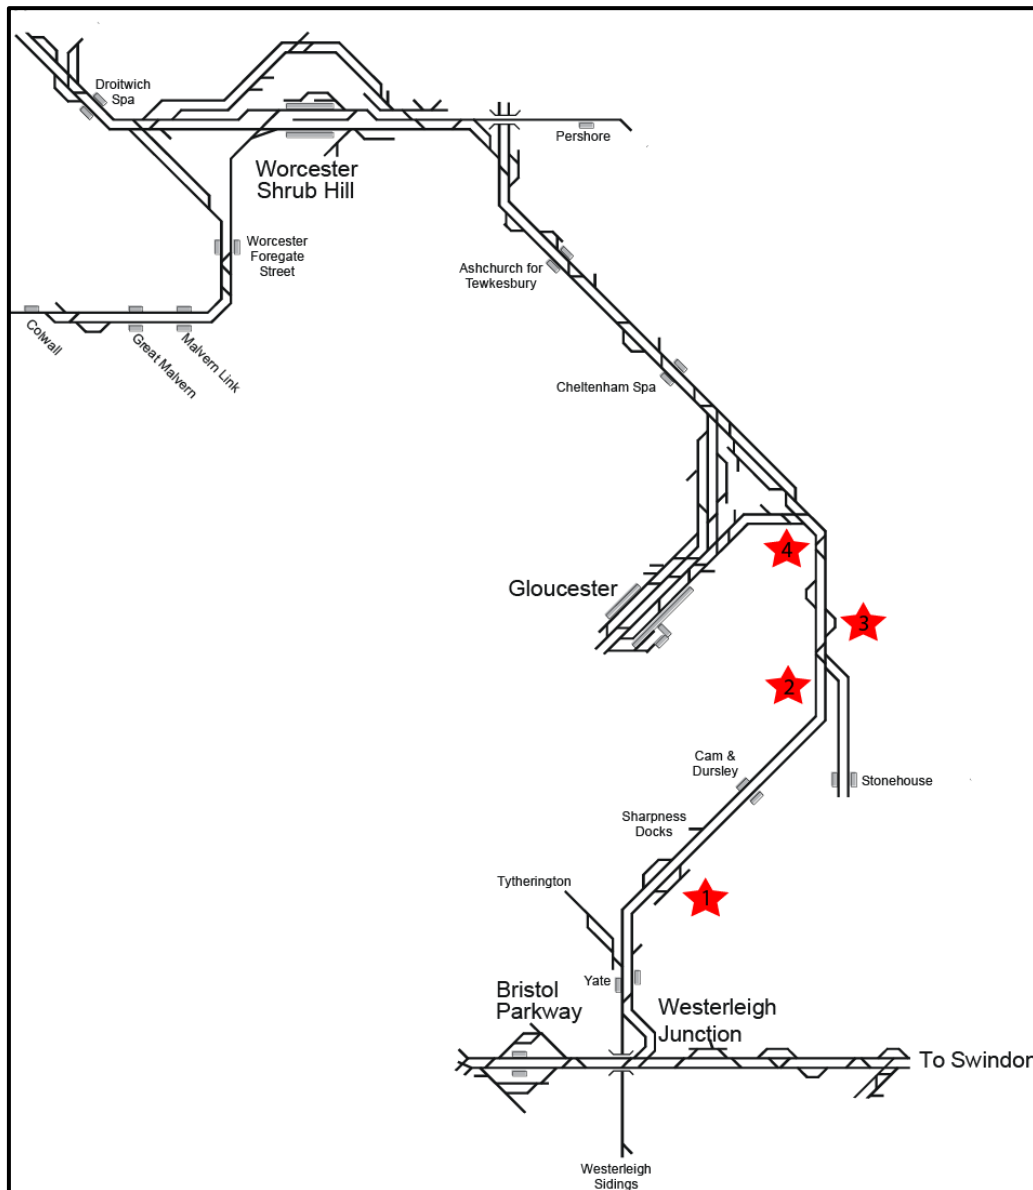 Droitwich
Spa
Pershore
Worcester
Shrub Hill
Worcester
Foregate
Street
Ashchurch for
Tewkesbury
Colwall
Great Malvern
Malvern Link
Cheltenham Spa
4
Gloucester
3
2
Cam &
Dursley
Stonehouse
Sharpness
Docks
Tytherington
1
Yate
Bristol
Parkway
Westerleigh
Junction
To Swindon
Westerleigh
Sidings